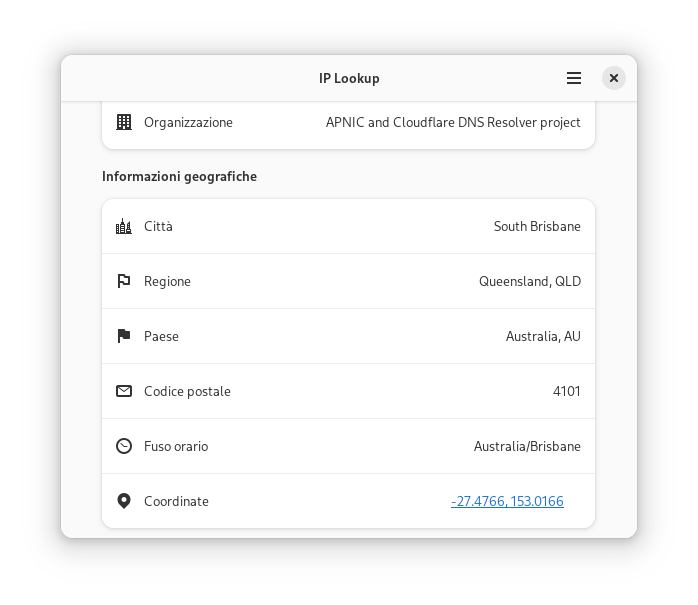 IP Lookup
Organizzazione APNIC and Cloudflare DNS Resolver project
Informazioni geografiche
Città South Brisbane
Regione Queensland, QLD
Paese Australia, AU
Codice postale 4101
Fuso orario Australia/Brisbane
Coordinate -27.4766, 153.0166